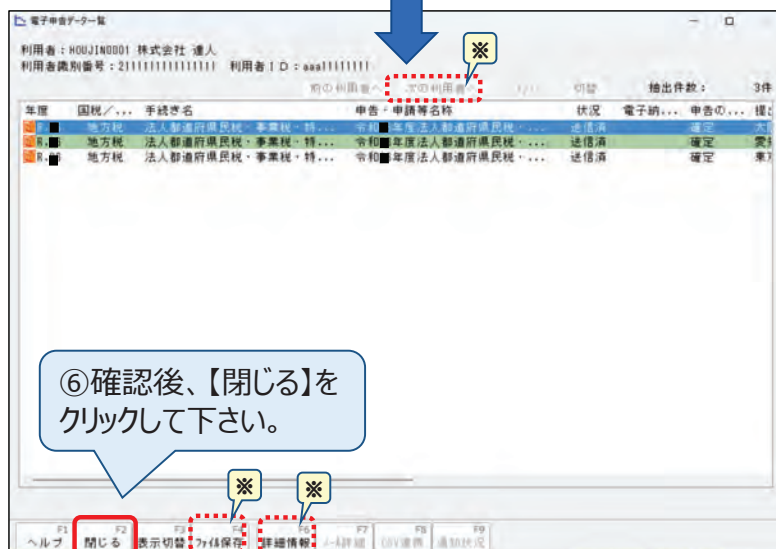 電子申告データ一覧
※
利用者：HOUJIN0001 株式会社 達人
利用者識別番号：2111111111111111 利用者ＩＤ：aaa11111111
前の利用者へ 次の利用者へ 切替 抽出件数： 3件
年度 国税／... 手続き名 申告・申請等名称 状況 電子納... 申告の... 提
R. 地方税 法人都道府県民税・事業税・特... 令和 年度法人都道府県民税・... 送信済 確定 大
R. 地方税 法人都道府県民税・事業税・特... 令和 年度法人都道府県民税・... 送信済 確定 愛
R. 地方税 法人都道府県民税・事業税・特... 令和 年度法人都道府県民税・... 送信済 確定 東
⑥確認後、【閉じる】を
クリックして下さい。
※ ※
F1 F2 F3 F4 F6 F7 F8 F9
ヘルプ 閉じる 表示切替 ファイル保存 詳細情報 メール詳細 CSV連携 通知状況